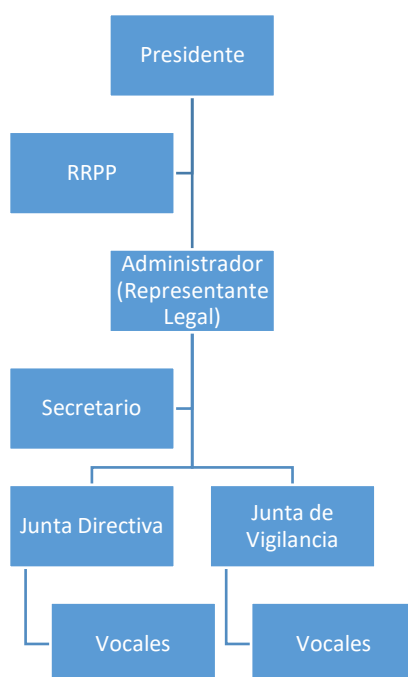 Presidente
RRPP
Administrador
(Representante
Legal)
Secretario
Junta Directiva
Junta de
Vigilancia
Vocales
Vocales